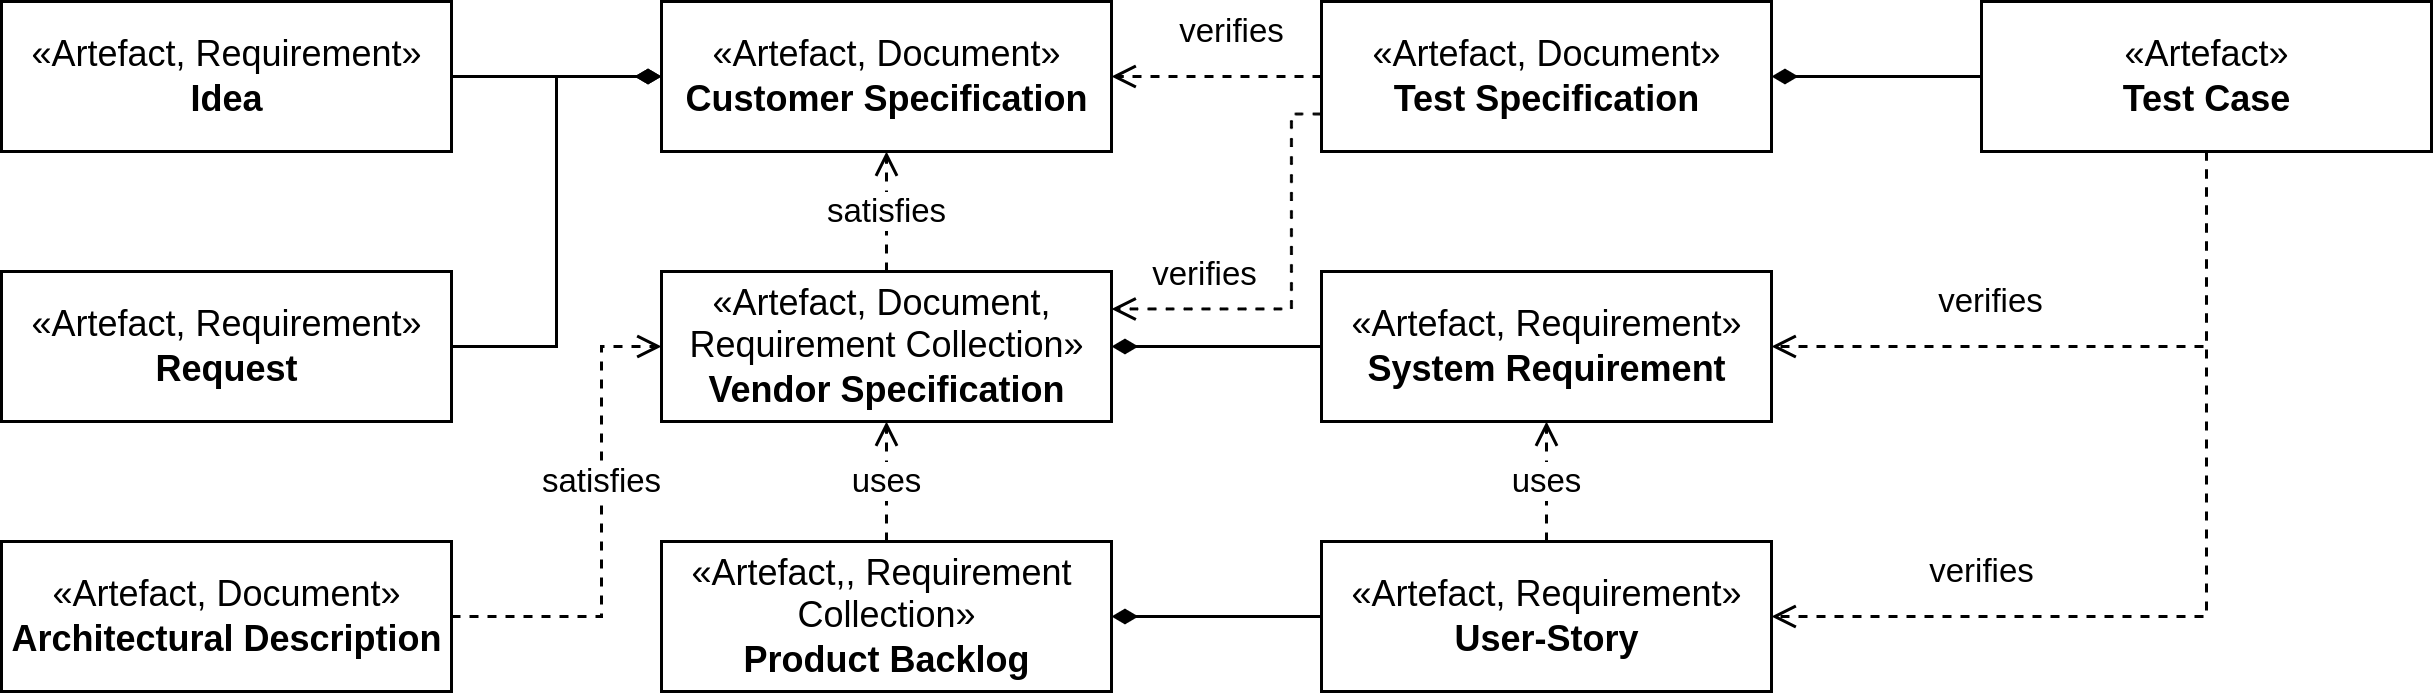 «Artefact, Requirement»
Idea
«Artefact, Document»
Customer Specification
verifies
«Artefact, Document»
Test Specification
«Artefact»
Test Case
satisfies
verifies
«Artefact, Requirement»
Request
«Artefact, Document,
Requirement Collection»
Vendor Specification
«Artefact, Requirement»
System Requirement
verifies
satisfies
uses
uses
«Artefact, Document»
Architectural Description
«Artefact,, Requirement
Collection»
Product Backlog
«Artefact, Requirement»
User-Story
verifies